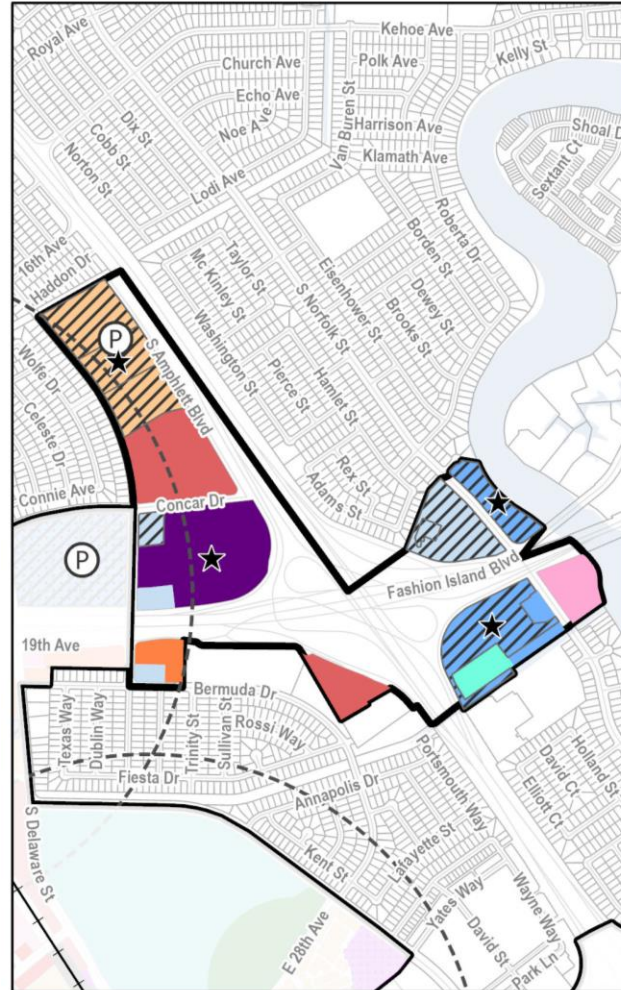 Kehoe Ave
Royal Ave
Kelly St
Church Ave
Polk Ave
Echo Ave
Dix St
Cobb St
Noe Ave
Van Buren St
Harrison Ave
Shoal D
Norton St
Klamath Ave
Sextant Ct
Lodi Ave
Roberta Dr
16th Ave
Haddon Dr
Taylor St
Borden St
Mc Kinley St
Eisenhower St
Dewey St
P
S Norfolk St
Brooks St
Washington St
Wolfe Dr
S Amphlett Blvd
Pierce St
Hamlet St
Celeste Dr
Rex St
Connie Ave
Adams St
Concar Dr
P
Fashion Island Blvd
19th Ave
Bermuda Dr
Texas Way
Dublin Way
Trinity St
Sullivan St
Rossi Way
Portsmouth Way
Holland St
David Ct
Fiesta Dr
Annapolis Dr
Elliott Ct
S Delaware St
Lafayette St
Kent St
Yates Way
Wayne Way
E 28th Ave
David St
Park Ln